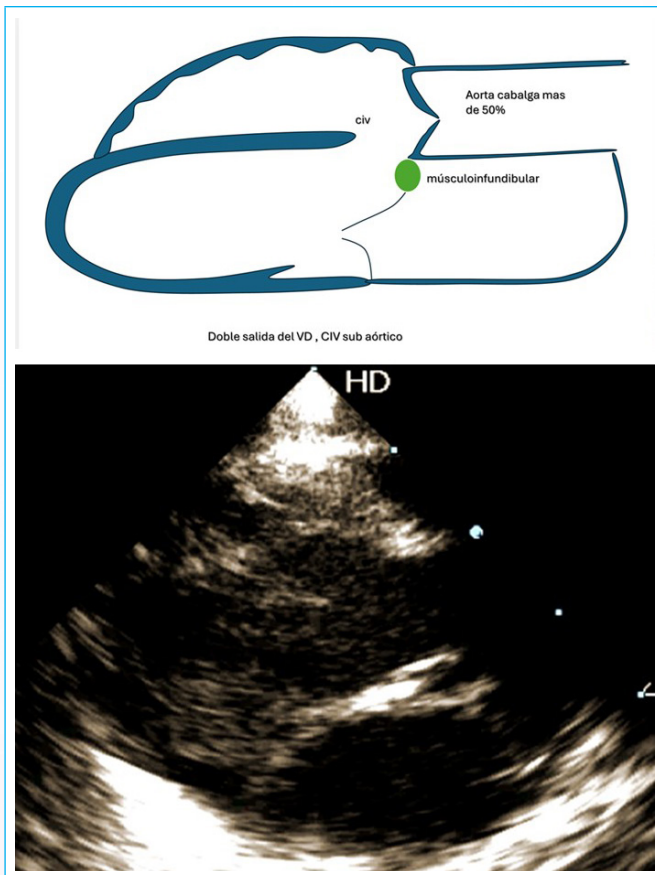 Aorta cabalga mas
de 50%
civ
músculoinfundibular
Doble salida del VD , CIV sub aórtico
HD